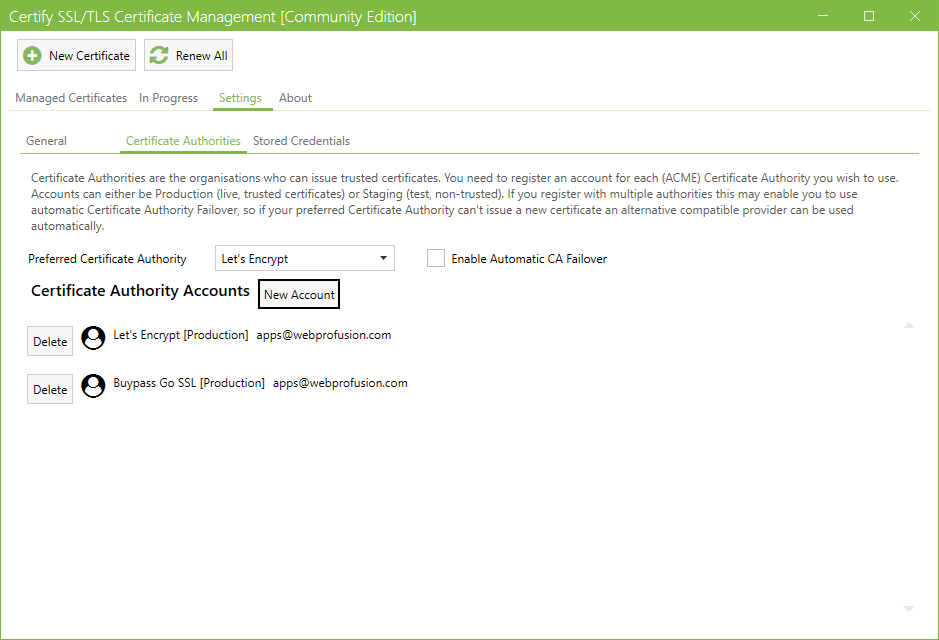 Certify SSL/TLS Certificate Management [Community Edition]
New Certificate
Renew All
Managed Certificates
In Progress
Settings
About
General
Certificate Authorities
Stored Credentials
Certificate Authorities are the organisations who can issue trusted certificates. You need to register an account for each (ACME) Certificate Authority you wish to use.
Accounts can either be Production (live, trusted certificates) or Staging (test, non-trusted). If you register with multiple authorities this may enable you to use
automatic Certificate Authority Failover, so if your preferred Certificate Authority can't issue a new certificate an alternative compatible provider can be used
automatically.
Preferred Certificate Authority
Let's Encrypt
Enable Automatic CA Failover
Certificate Authority Accounts
New Account
Delete
Let's Encrypt [Production] apps@webprofusion.com
Delete
Buypass Go SSL [Production] apps@webprofusion.com